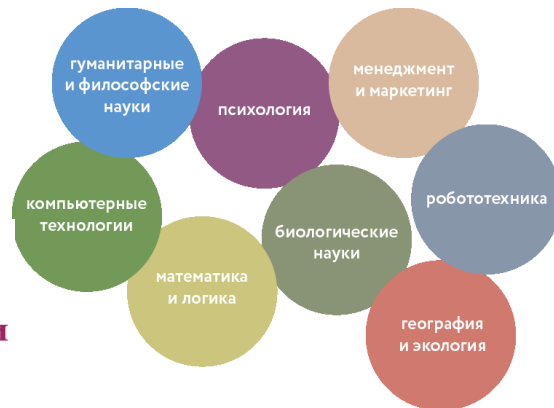 гуманитарные
и философские
науки
психология
менеджмент
и маркетинг
компьютерные
технологии
биологические
науки
робототехника
математика
и логика
география
и экология
и